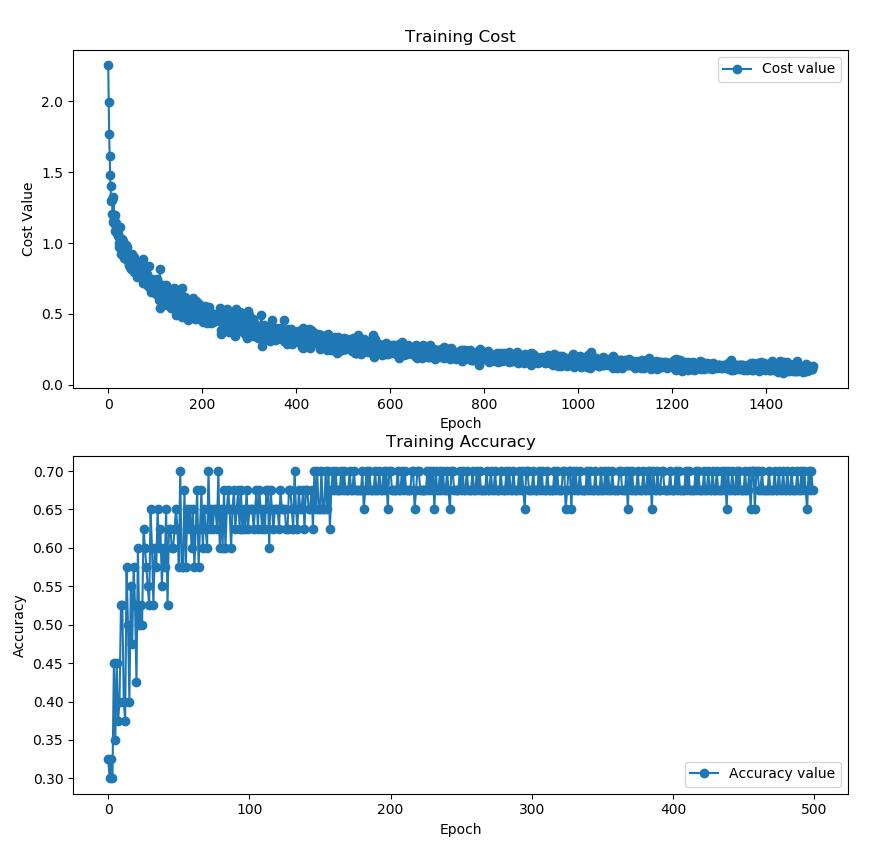 Training Cost
Cost value
2.0
1.5
1.0
0.5
0.0
Cost Value
0 200 400 600 800 1000 1200 1400
Epoch
Training Accuracy
0.70
0.65
0.60
0.55
0.50
0.45
0.40
0.35
0.30
Accuracy
Accuracy value
0 100 200 300 400 500
Epoch